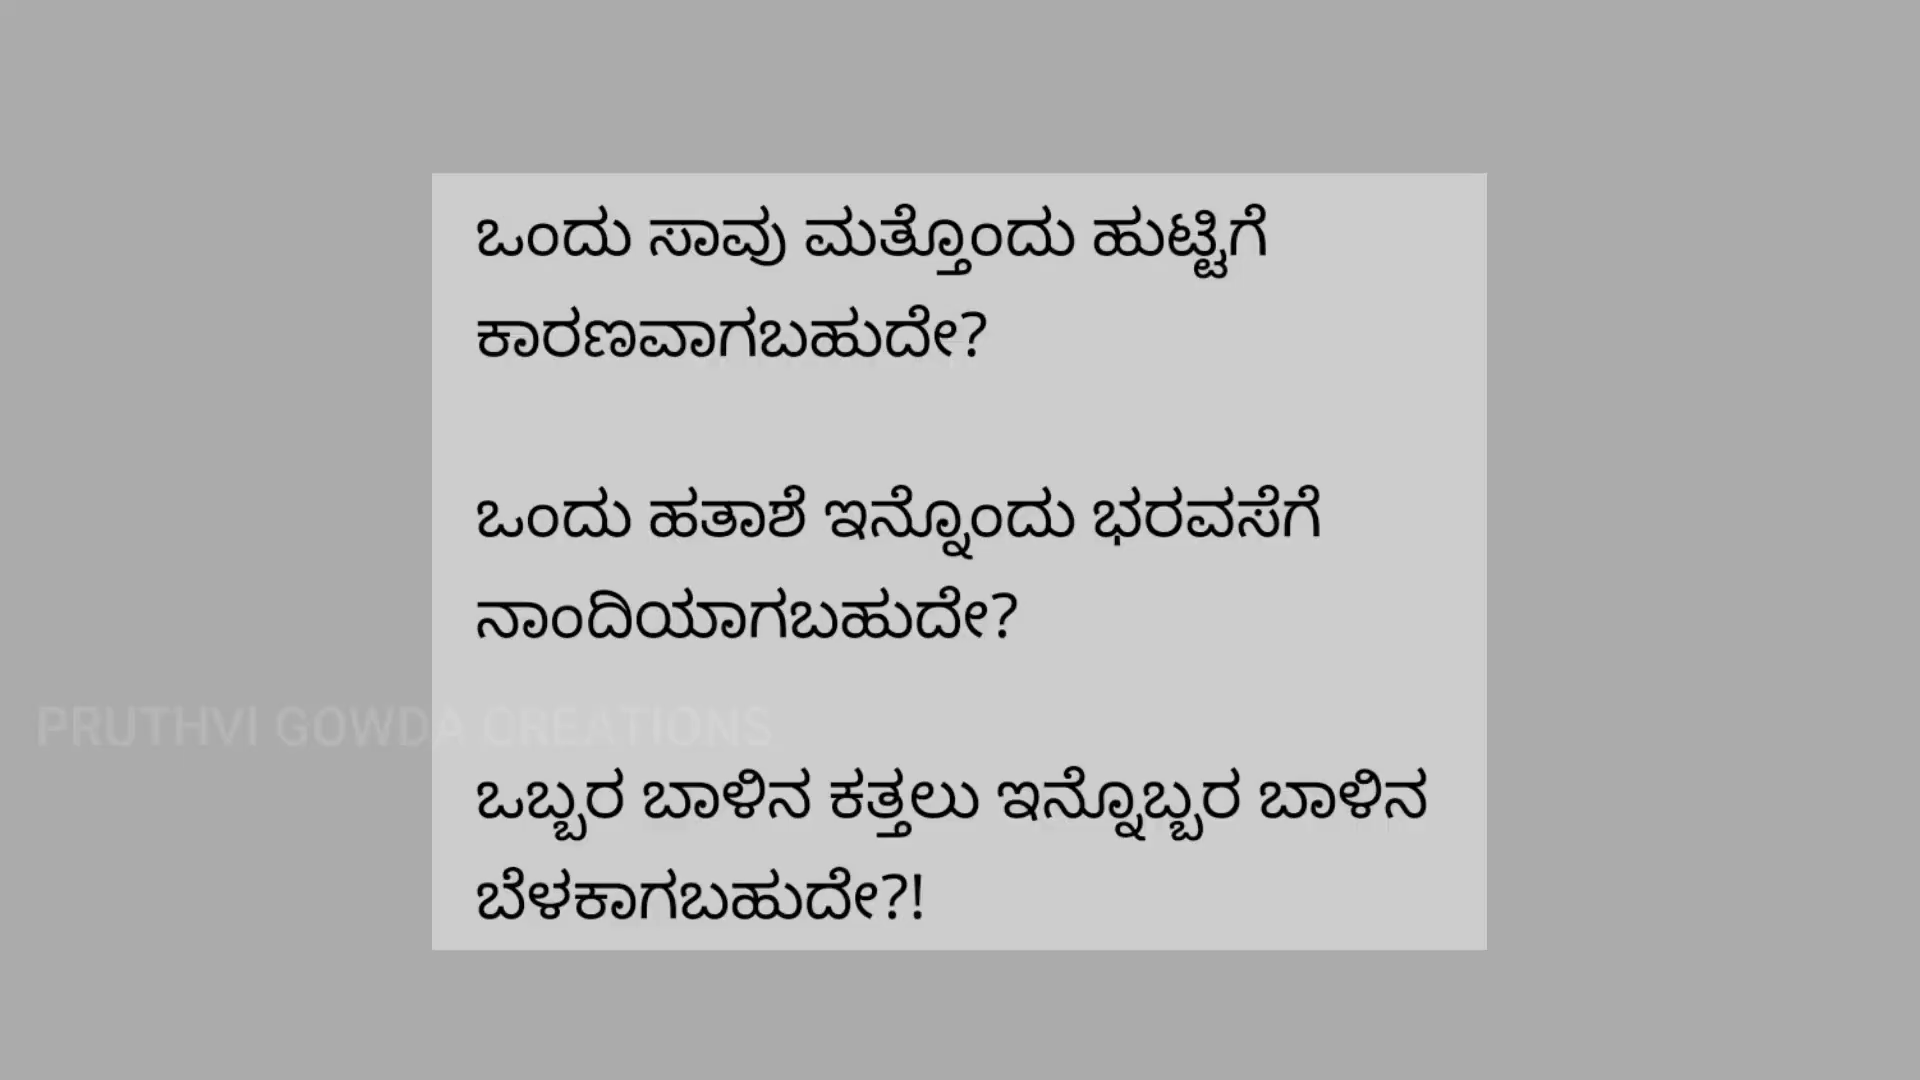 ಒಂದು ಸಾವು ಮತ್ತೊಂದು ಹುಟ್ಟಿಗೆ
ಕಾರಣವಾಗಬಹುದೇ?
ಒಂದು ಹತಾಶೆ ಇನ್ನೊಂದು ಭರವಸೆಗೆ
ನಾಂದಿಯಾಗಬಹುದೇ?
PRUTHVI GOWDA CREATIONS
ಒಬ್ಬರ ಬಾಳಿನ ಕತ್ತಲು ಇನ್ನೊಬ್ಬರ ಬಾಳಿನ
ಬೆಳಕಾಗಬಹುದೇ?!